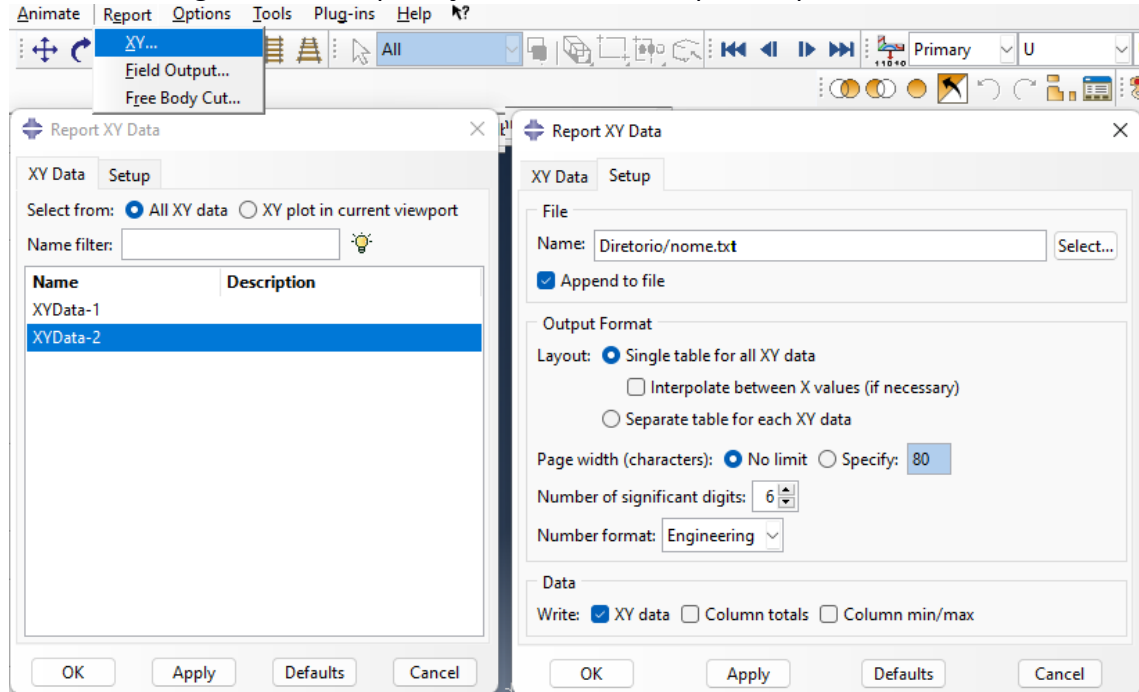 Animate Report Options Tools Plug-ins Help ?
XY...
Field Output...
Free Body Cut...
All
Primary
U
Report XY Data
XY Data Setup
Select from: All XY data XY plot in current viewport
Name filter:
Name Description
XYData-1
XYData-2
OK Apply Defaults Cancel
Report XY Data
XY Data Setup
File
Name: Diretorio/nome.txt Select...
Append to file
Output Format
Layout: Single table for all XY data
Interpolate between X values (if necessary)
Separate table for each XY data
Page width (characters): No limit Specify: 80
Number of significant digits: 6
Number format: Engineering
Data
Write: XY data Column totals Column min/max
OK Apply Defaults Cancel